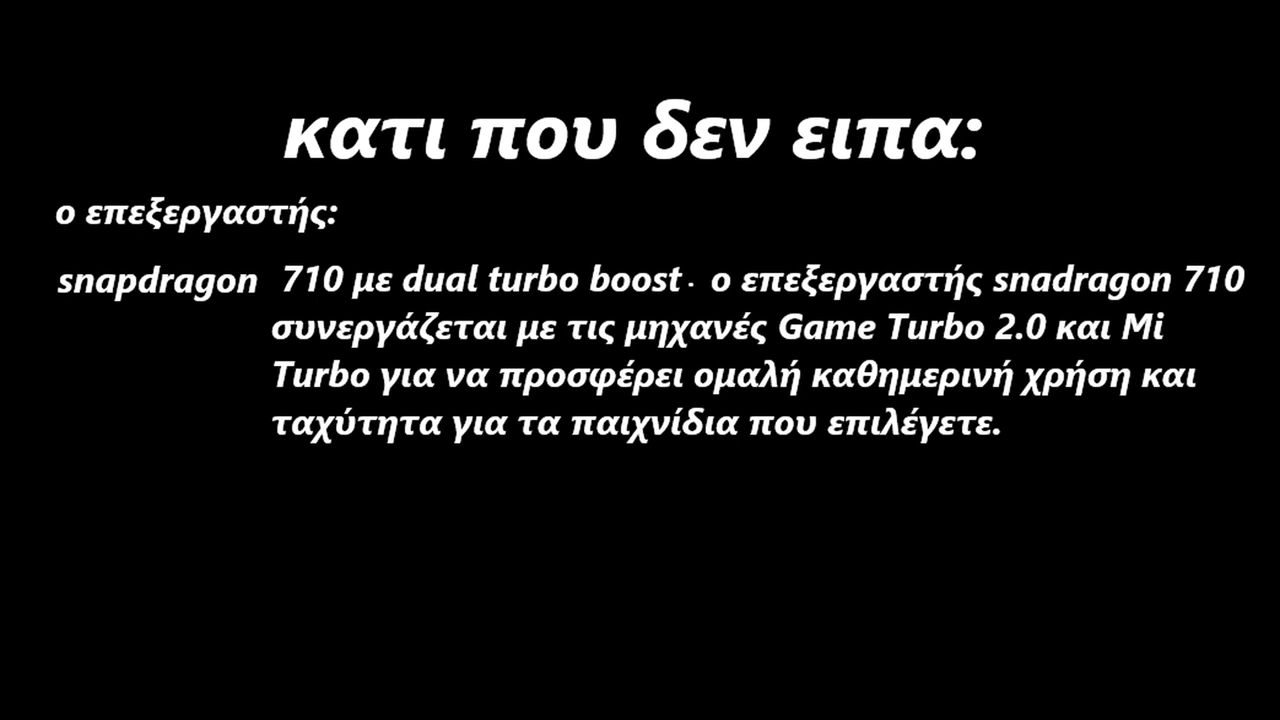 κατι που δεν ειπα:
ο επεξεργαστής:
snapdragon 710 με dual turbo boost. ο επεξεργαστής snadragon 710
συνεργάζεται με τις μηχανές Game Turbo 2.0 και Mi
Turbo για να προσφέρει ομαλή καθημερινή χρήση και
ταχύτητα για τα παιχνίδια που επιλέγετε.